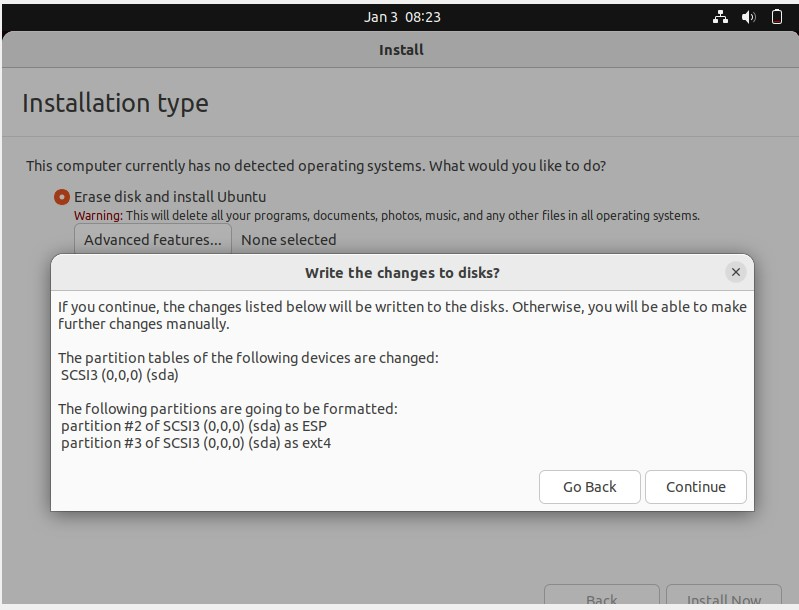 Jan 3 08:23
Install
Installation type
This computer currently has no detected operating systems. What would you like to do?
Erase disk and install Ubuntu
Warning: This will delete all your programs, documents, photos, music, and any other files in all operating systems.
Advanced features... None selected
Write the changes to disks?
If you continue, the changes listed below will be written to the disks. Otherwise, you will be able to make
further changes manually.
The partition tables of the following devices are changed:
SCSI3 (0,0,0) (sda)
The following partitions are going to be formatted:
partition #2 of SCSI3 (0,0,0) (sda) as ESP
partition #3 of SCSI3 (0,0,0) (sda) as ext4
Go Back Continue
Back Install Now